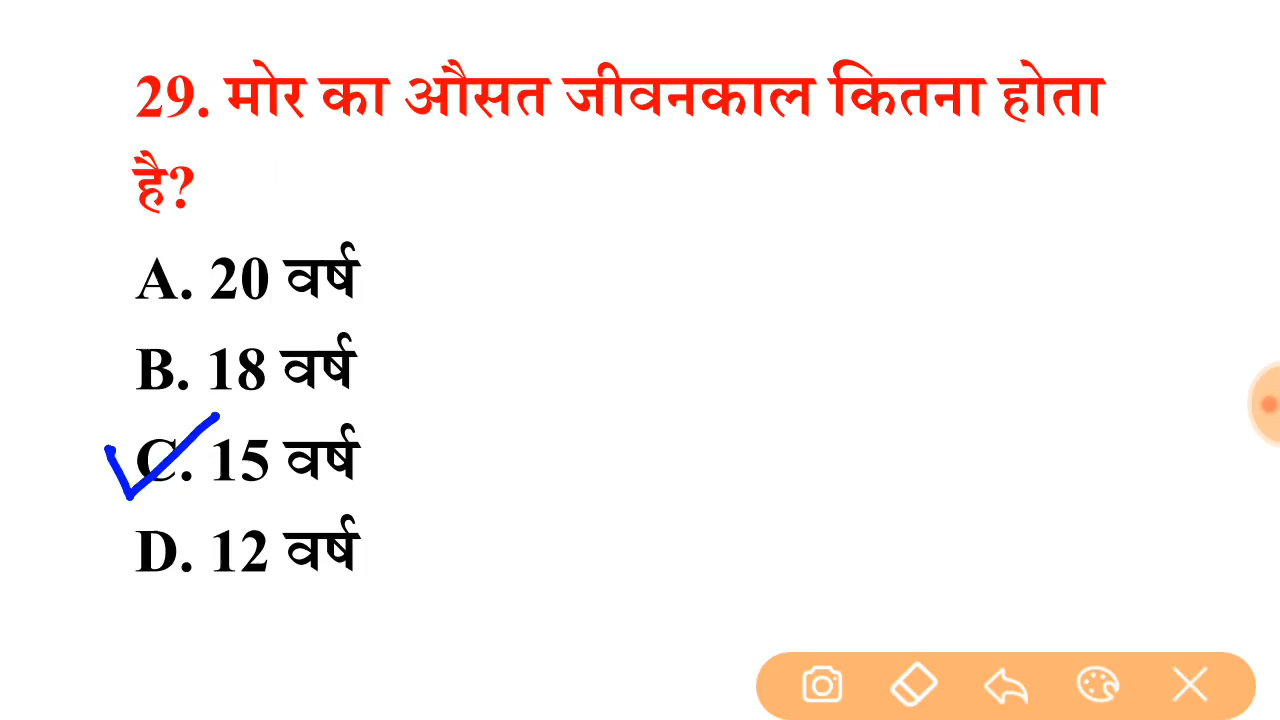 29. मोर का औसत जीवनकाल कितना होता
है?
A. 20 वर्ष
B. 18 वर्ष
C. 15 वर्ष
D. 12 वर्ष